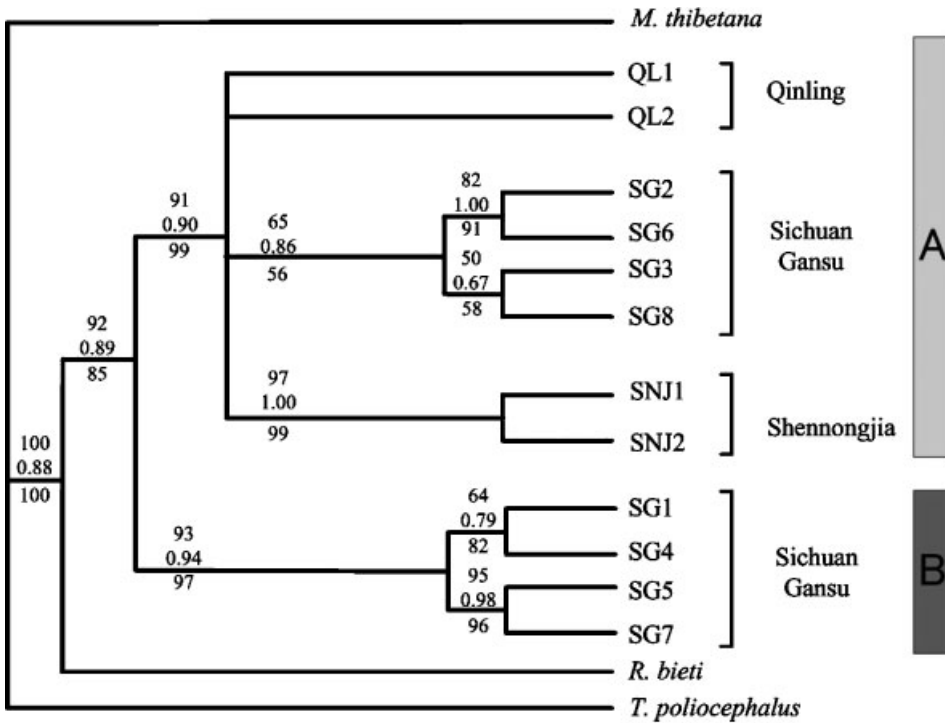 M. thibetana
QL1
QL2
Qinling
SG2
SG6
SG3
SG8
Sichuan
Gansu
A
SNJ1
SNJ2
Shennongjia
SG1
SG4
SG5
SG7
Sichuan
Gansu
B
R. bieti
T. poliocephalus
100
0.88
100
92
0.89
85
91
0.90
99
65
0.86
56
82
1.00
91
50
0.67
58
97
1.00
99
93
0.94
97
64
0.79
82
95
0.98
96